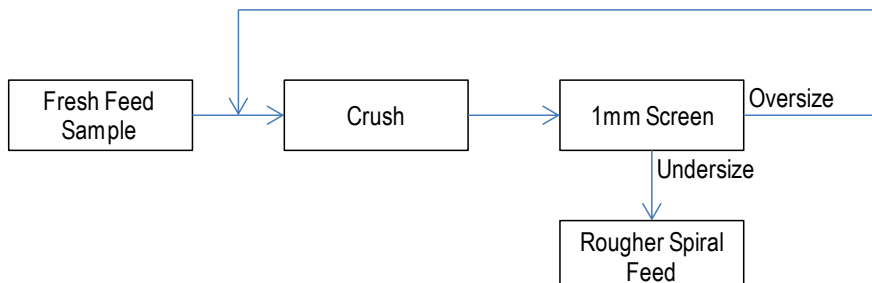 Fresh Feed
Sample
Crush
1mm Screen
Oversize
Undersize
Rougher Spiral
Feed